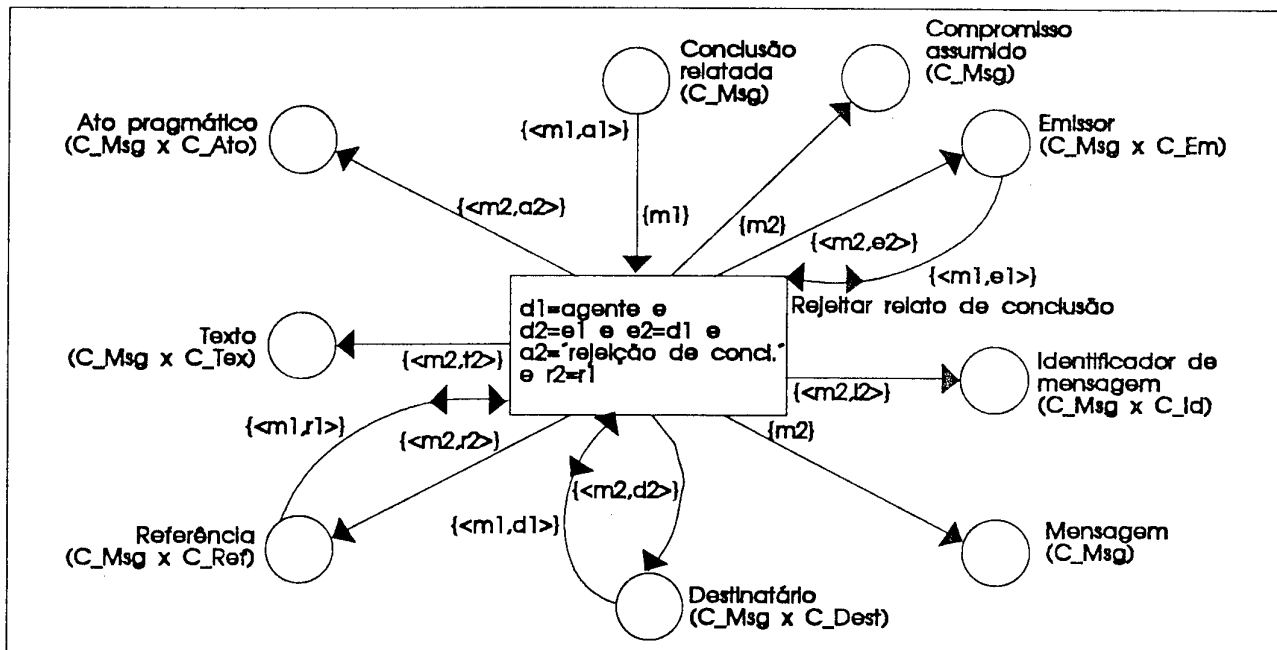 Conclusão
relatada
(C_Msg)
Compromisso
assumido
(C_Msg)
Ato pragmático
(C_Msg x C_Ato)
{<m1,a1>}
Emissor
(C_Msg x C_Em)
{<m2,a2>}
{m1}
{m2}
{<m2,e2>}
{<m1,e1>}
Rejeitar relato de conclusão
d1=agente e
d2=e1 e e2=d1 e
a2="rejeição de concl."
e r2=r1
Texto
(C_Msg x C_Tex)
{<m2,t2>}
Identificador de
mensagem
(C_Msg x C_Id)
{<m2,i2>}
{<m1,r1>}
{<m2,r2>}
{m2}
{<m2,d2>}
{<m1,d1>}
Referência
(C_Msg x C_Ref)
Mensagem
(C_Msg)
Destinatário
(C_Msg x C_Dest)